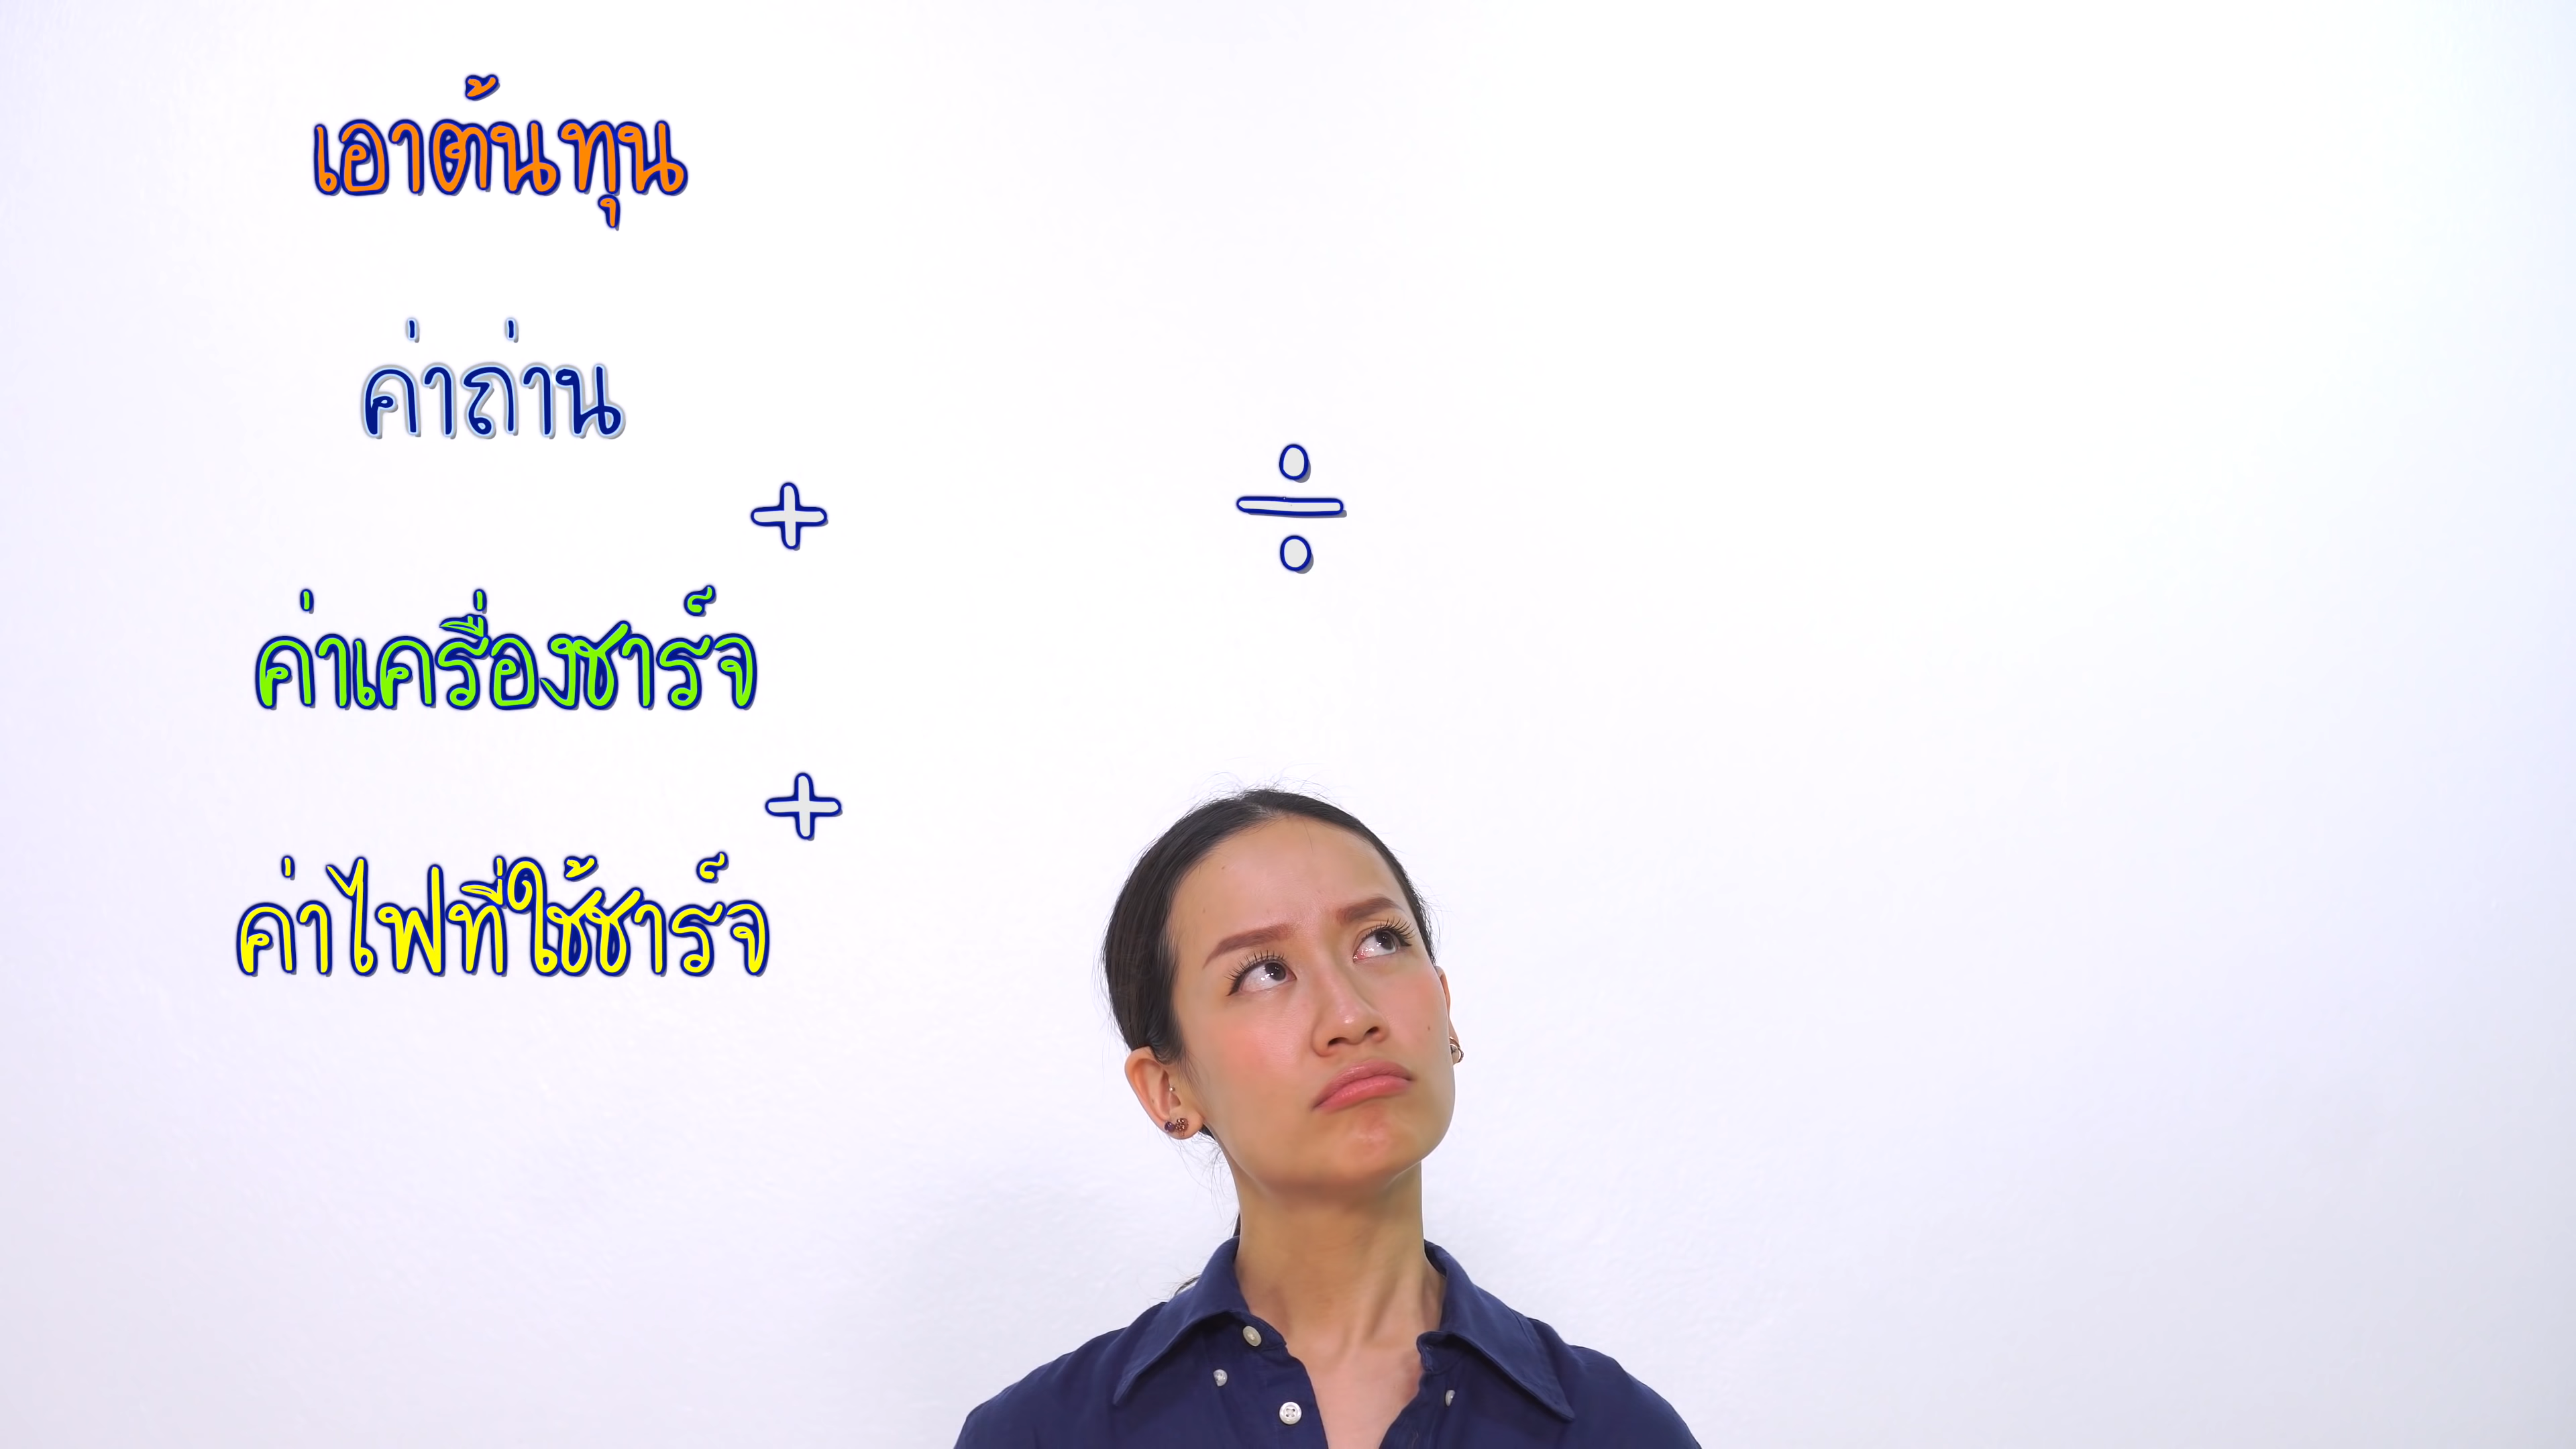 เอาต้นทุน
ค่าถ่าน
+
÷
ค่าเครื่องชาร์จ
+
ค่าไฟที่ใช้ชาร์จ